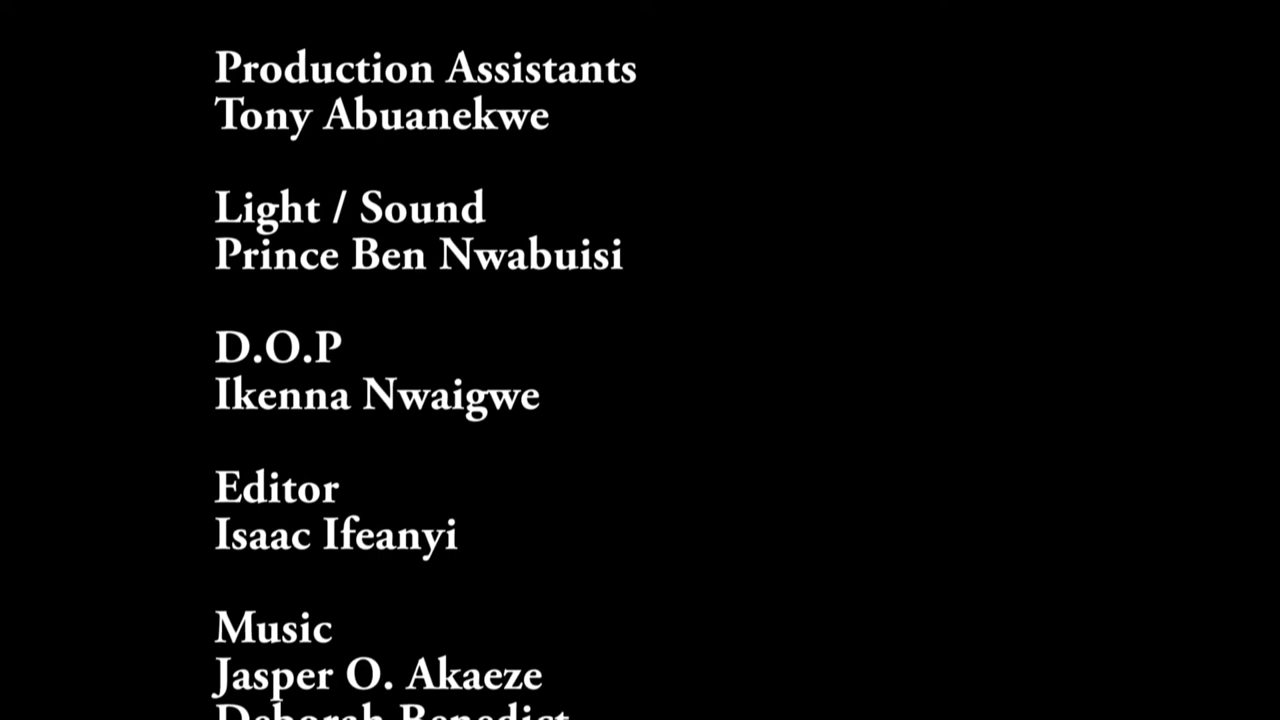 Production Assistants
Tony Abuanekwe
Light / Sound
Prince Ben Nwabuisi
D.O.P
Ikenna Nwaigwe
Editor
Isaac Ifeanyi
Music
Jasper O. Akaeze
Deborah Benedict